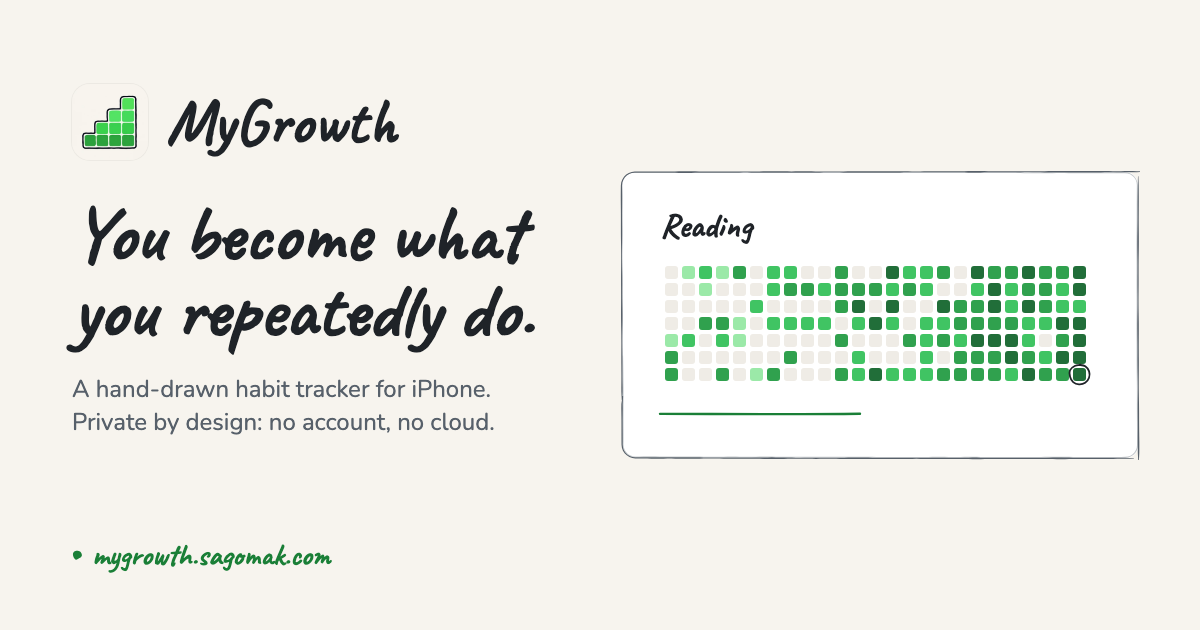 MyGrowth
You become what
you repeatedly do.
A hand-drawn habit tracker for iPhone.
Private by design: no account, no cloud.
Reading
• mygrowth.sagomak.com